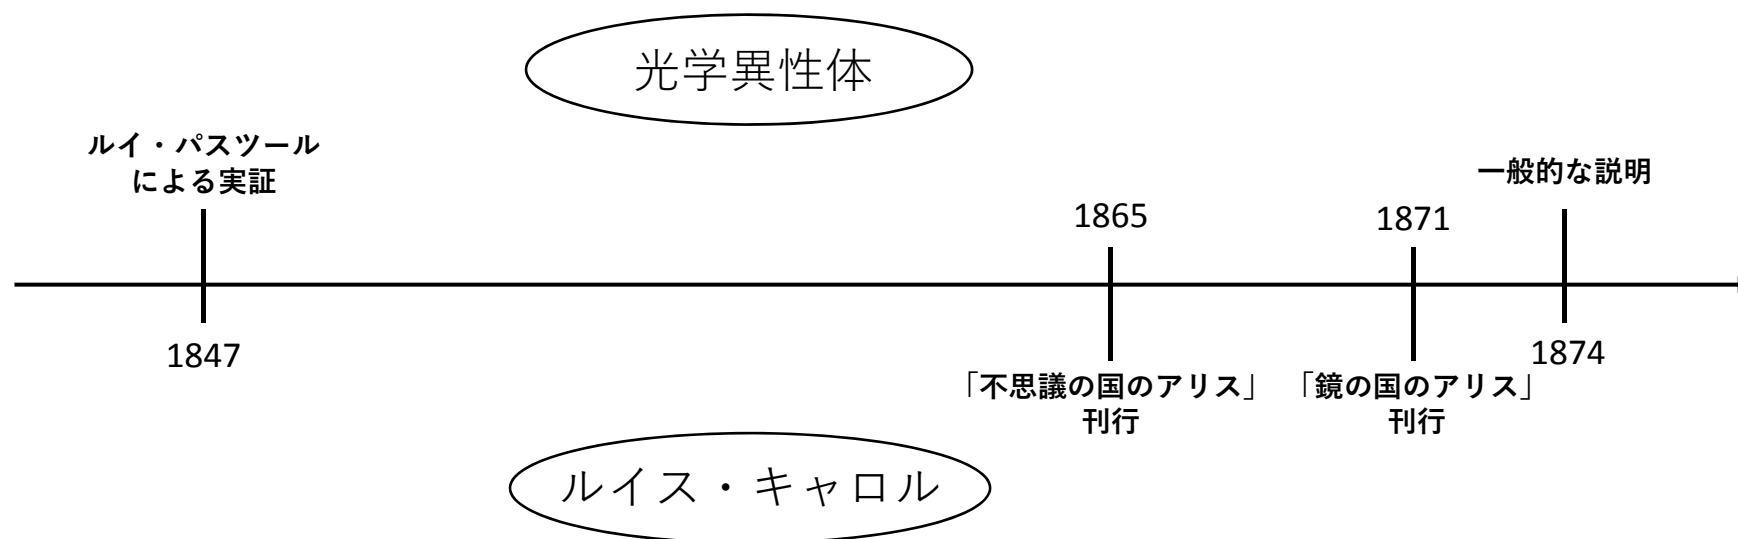 光学異性体
ルイ・パスツール
による実証
一般的な説明
1865
1871
1847
1874
「不思議の国のアリス」
刊行
「鏡の国のアリス」
刊行
ルイス・キャロル